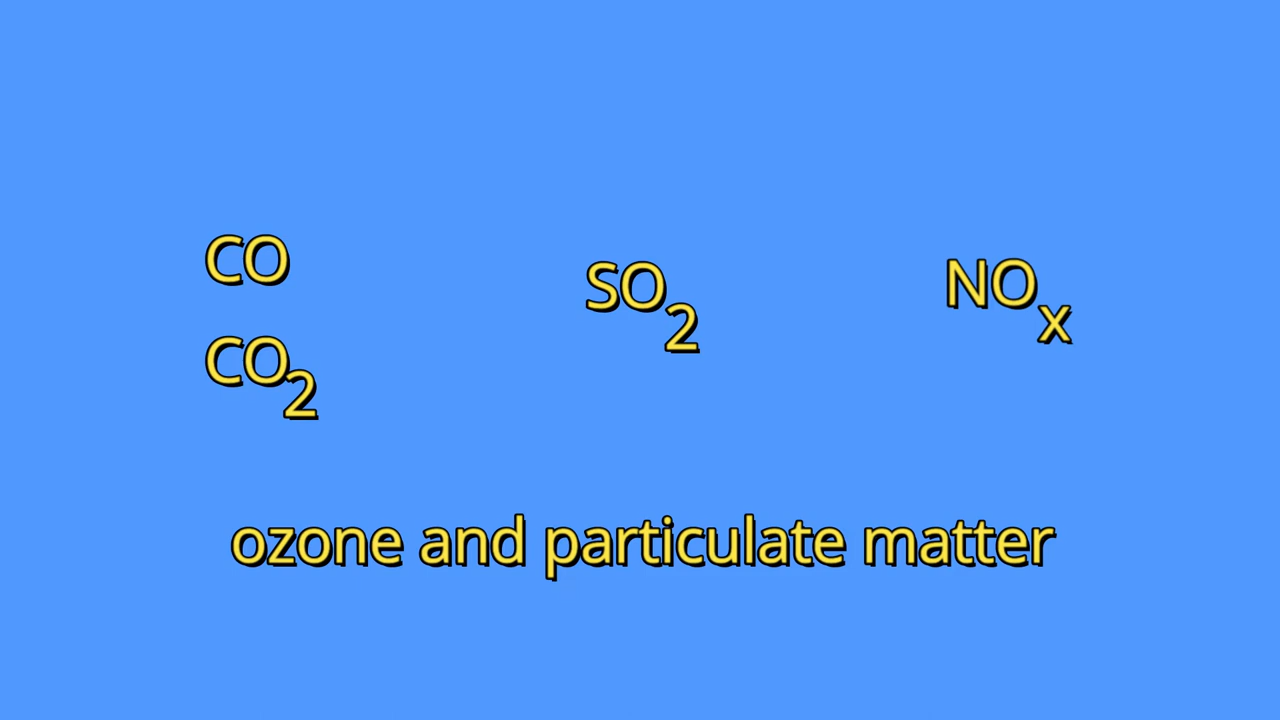 CO
CO₂
SO₂
NOₓ
ozone and particulate matter